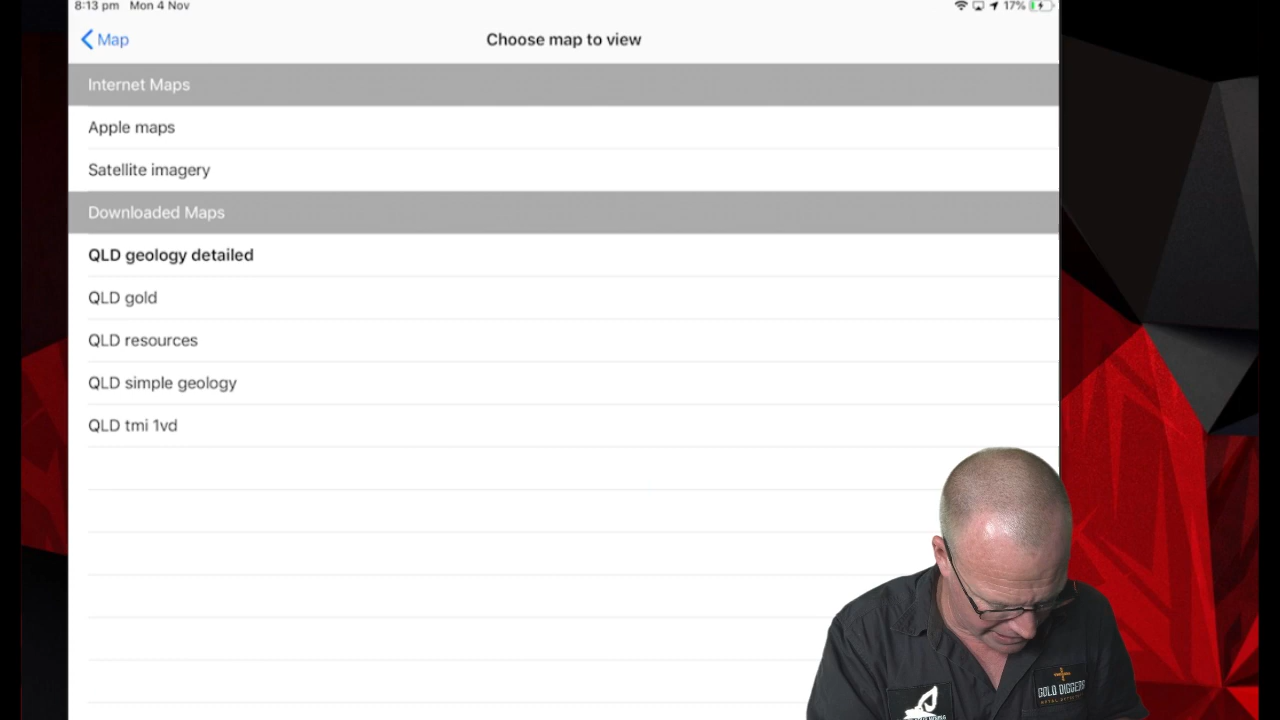 8:13 pm Mon 4 Nov
17%
Map
Choose map to view
Internet Maps
Apple maps
Satellite imagery
Downloaded Maps
QLD geology detailed
QLD gold
QLD resources
QLD simple geology
QLD tmi 1vd
GOLD DIGGERS